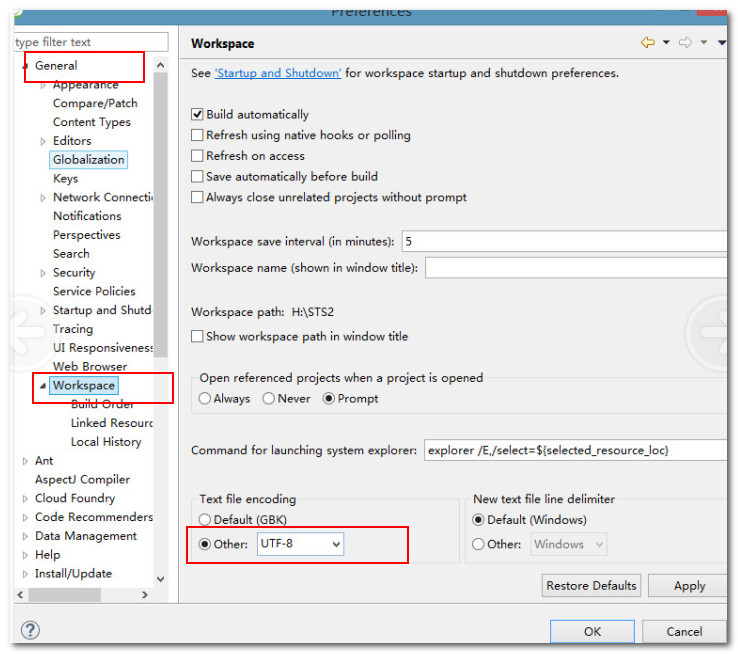 Preferences
type filter text
General
Appearance
Compare/Patch
Content Types
Editors
Globalization
Keys
Network Connecti
Notifications
Perspectives
Search
Security
Service Policies
Startup and Shutd
Tracing
UI Responsiveness
Web Browser
Workspace
Build Order
Linked Resourc
Local History
Ant
AspectJ Compiler
Cloud Foundry
Code Recommenders
Data Management
Help
Install/Update
Workspace
See 'Startup and Shutdown' for workspace startup and shutdown preferences.
Build automatically
Refresh using native hooks or polling
Refresh on access
Save automatically before build
Always close unrelated projects without prompt
Workspace save interval (in minutes): 5
Workspace name (shown in window title):
Workspace path: H:\STS2
Show workspace path in window title
Open referenced projects when a project is opened
Always Never Prompt
Command for launching system explorer: explorer /E,/select=${selected_resource_loc}
Text file encoding
Default (GBK)
Other: UTF-8
New text file line delimiter
Default (Windows)
Other: Windows
Restore Defaults Apply
OK Cancel